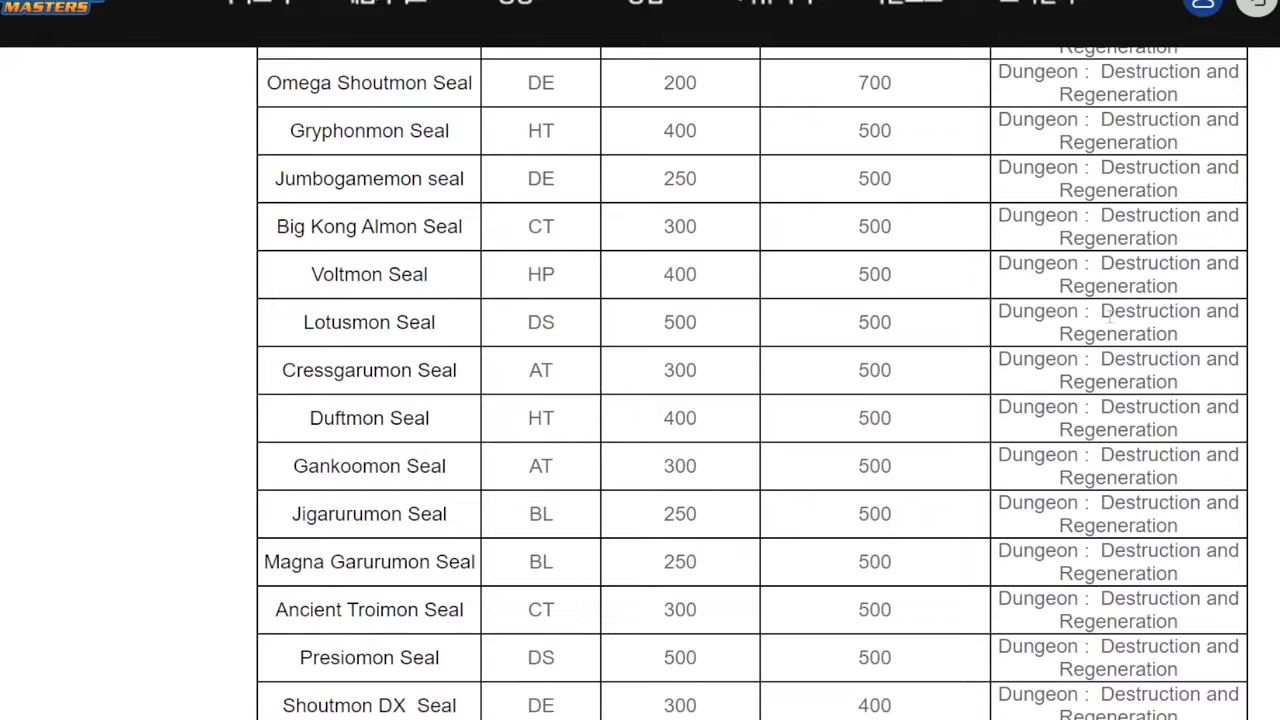 MASTERS
Regeneration
Omega Shoutmon Seal DE 200 700 Dungeon : Destruction and
Regeneration
Gryphonmon Seal HT 400 500 Dungeon : Destruction and
Regeneration
Jumbogamemon seal DE 250 500 Dungeon : Destruction and
Regeneration
Big Kong Almon Seal CT 300 500 Dungeon : Destruction and
Regeneration
Voltmon Seal HP 400 500 Dungeon : Destruction and
Regeneration
Lotusmon Seal DS 500 500 Dungeon : Destruction and
Regeneration
Cressgarumon Seal AT 300 500 Dungeon : Destruction and
Regeneration
Duftmon Seal HT 400 500 Dungeon : Destruction and
Regeneration
Gankoomon Seal AT 300 500 Dungeon : Destruction and
Regeneration
Jigarurumon Seal BL 250 500 Dungeon : Destruction and
Regeneration
Magna Garurumon Seal BL 250 500 Dungeon : Destruction and
Regeneration
Ancient Troimon Seal CT 300 500 Dungeon : Destruction and
Regeneration
Presiomon Seal DS 500 500 Dungeon : Destruction and
Regeneration
Shoutmon DX Seal DE 300 400 Dungeon : Destruction and
Regeneration